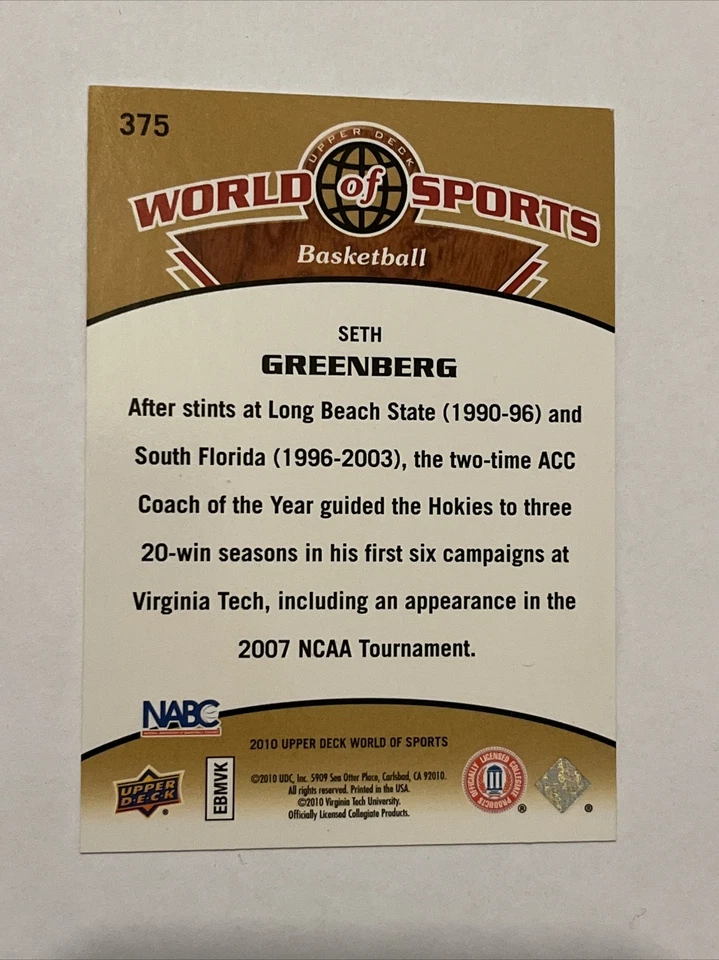 375
UPPER DECK
WORLD of SPORTS
Basketball
SETH
GREENBERG
After stints at Long Beach State (1990-96) and
South Florida (1996-2003), the two-time ACC
Coach of the Year guided the Hokies to three
20-win seasons in his first six campaigns at
Virginia Tech, including an appearance in the
2007 NCAA Tournament.
NABC
2010 UPPER DECK WORLD OF SPORTS
UPPER
D·E·C·K
®
EBMVK
©2010 UDC, Inc. 5909 Sea Otter Place, Carlsbad, CA 92010.
All rights reserved. Printed in the USA.
©2010 Virginia Tech University.
Officially Licensed Collegiate Products.
OFFICIALLY LICENSED COLLEGIATE PRODUCTS
®
®